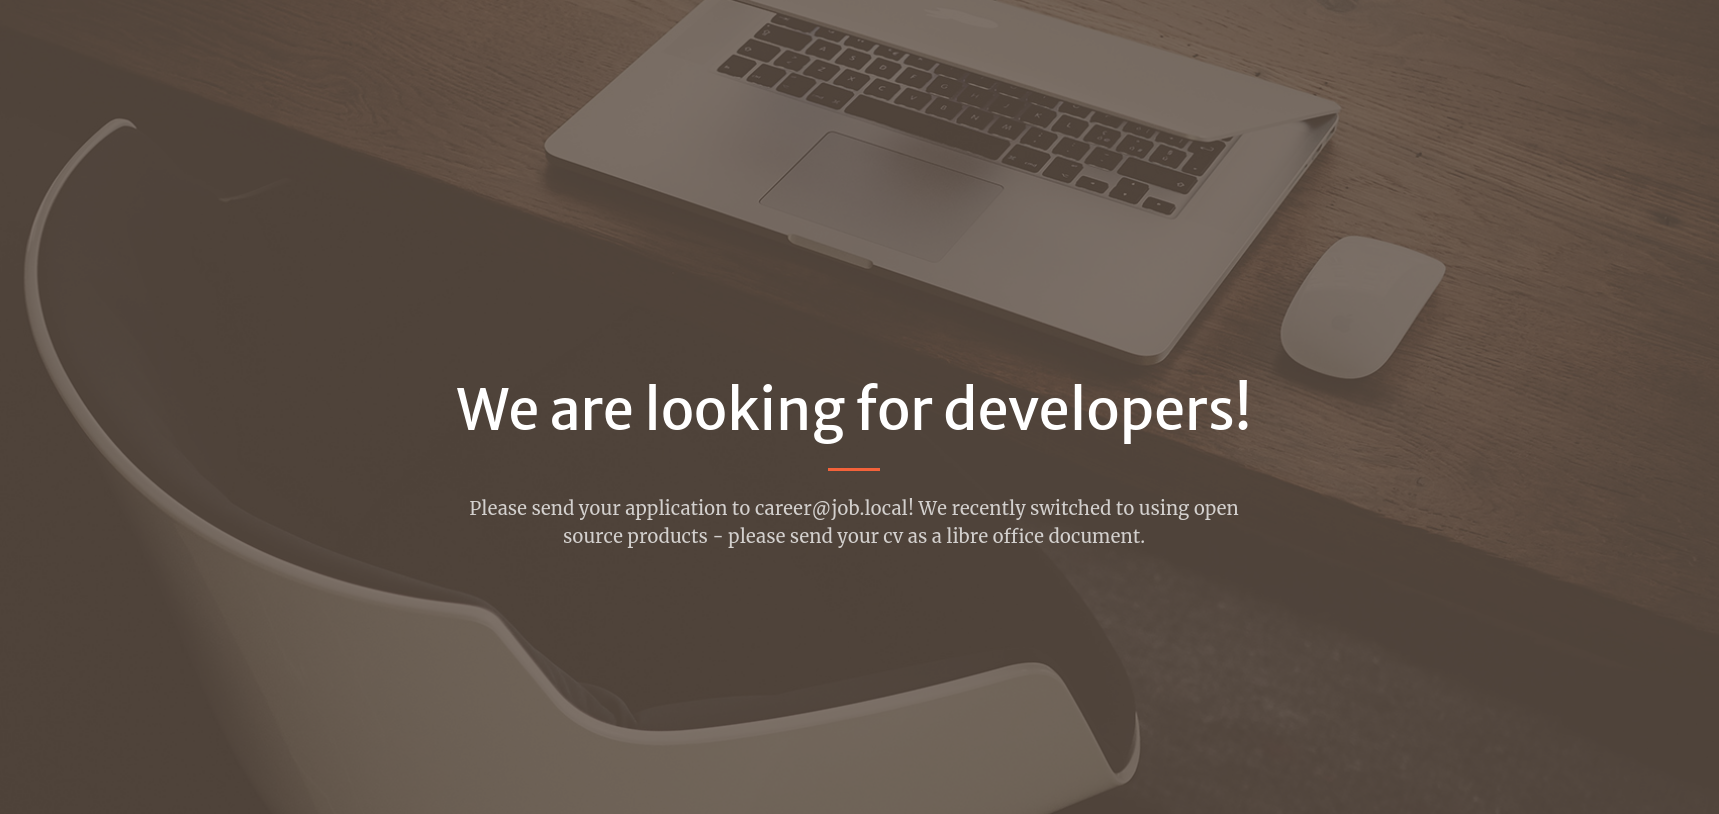 We are looking for developers!
Please send your application to career@job.local! We recently switched to using open
source products - please send your cv as a libre office document.